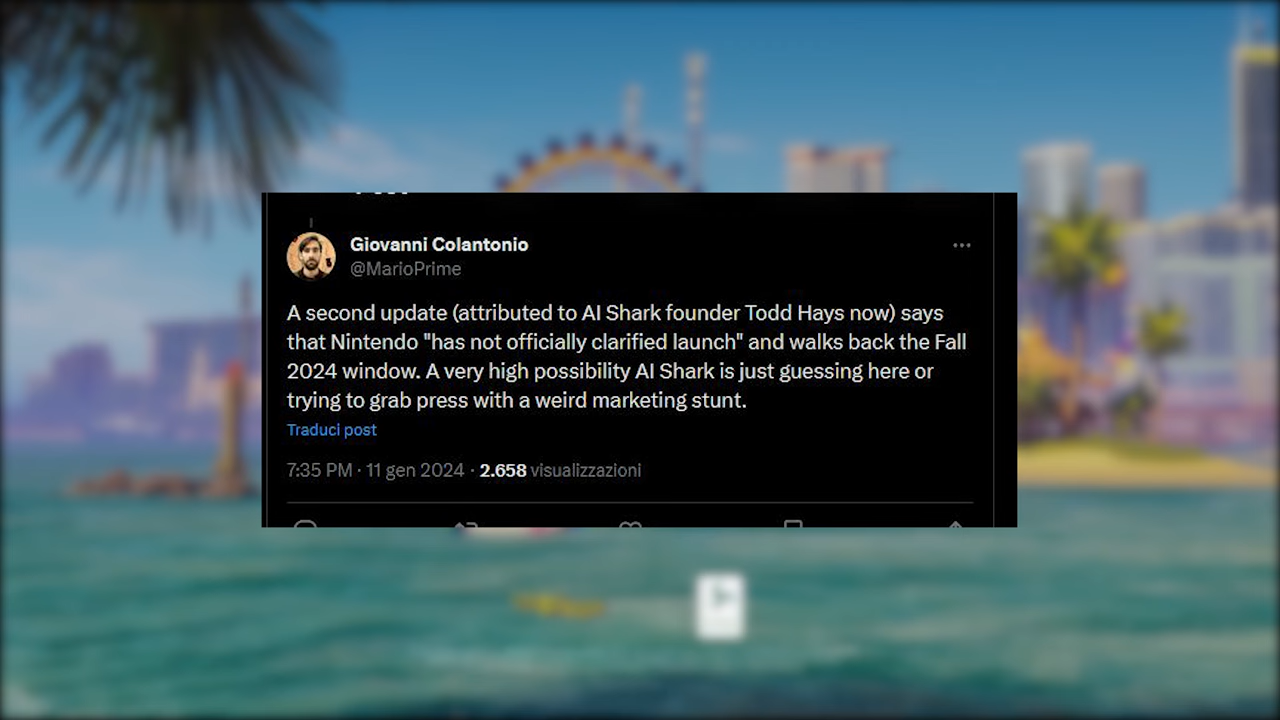 Giovanni Colantonio
@MarioPrime
A second update (attributed to AI Shark founder Todd Hays now) says
that Nintendo "has not officially clarified launch" and walks back the Fall
2024 window. A very high possibility AI Shark is just guessing here or
trying to grab press with a weird marketing stunt.
Traduci post
7:35 PM · 11 gen 2024 · 2.658 visualizzazioni